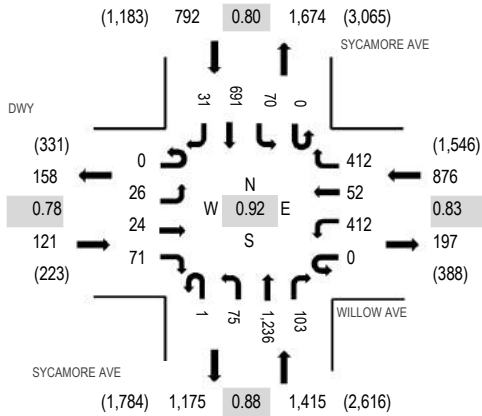 (1,183) 792 0.80 1,674 (3,065)
SYCAMORE AVE
31 691 70 0
DWY
(331)
158
0.78
121
(223)
0
26
24
71
N
W 0.92 E
S
412
52
412
0
(1,546)
876
0.83
197
(388)
1 75 1,236 103
WILLOW AVE
SYCAMORE AVE
(1,784) 1,175 0.88 1,415 (2,616)